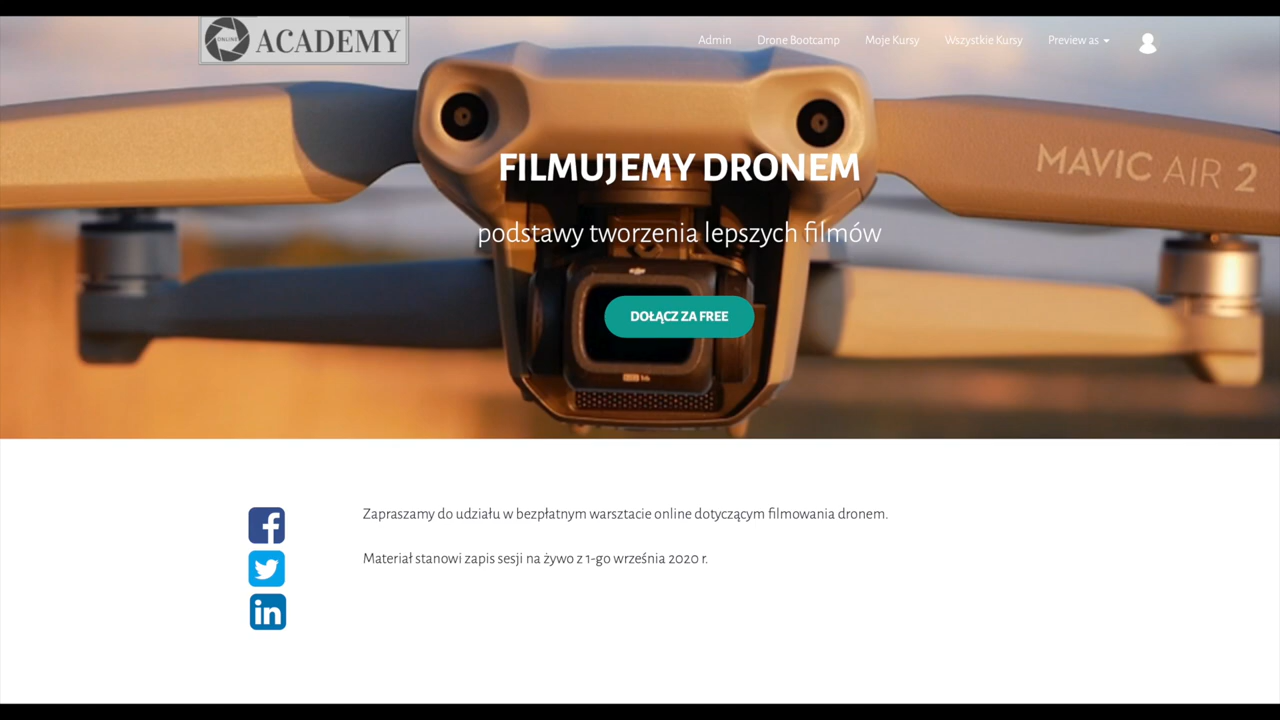 ONLINE ACADEMY
Admin Drone Bootcamp Moje Kursy Wszystkie Kursy Preview as
MAVIC AIR 2
FILMUJEMY DRONEM
podstawy tworzenia lepszych filmów
DOŁĄCZ ZA FREE
Zapraszamy do udziału w bezpłatnym warsztacie online dotyczącym filmowania dronem.
Materiał stanowi zapis sesji na żywo z 1-go września 2020 r.